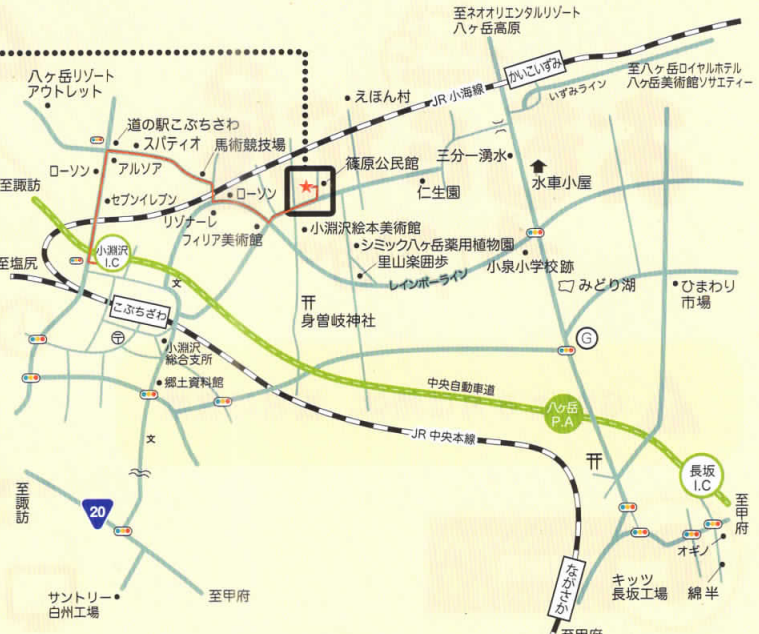 至ネオオリエンタルリゾート
八ヶ岳高原
かいこいずみ
至八ヶ岳ロイヤルホテル
八ヶ岳美術館ソサエティー
いずみライン
JR 小海線
八ヶ岳リゾート
アウトレット
えほん村
道の駅こぶちさわ
スパティオ
馬術競技場
ローソン
アルソア
篠原公民館
三分一湧水
水車小屋
至諏訪
セブンイレブン
ローソン
仁生園
リゾナーレ
フィリア美術館
小淵沢絵本美術館
シミック八ヶ岳薬用植物園
小淵沢
I.C
里山楽囲歩
小泉小学校跡
至塩尻
文
レインボーライン
みどり湖
ひまわり
市場
こぶちざわ
身曽岐神社
G
小淵沢
総合支所
郷土資料館
中央自動車道
八ヶ岳
P.A
文
JR 中央本線
長坂
I.C
至諏訪
20
至甲府
オギノ
サントリー
白州工場
至甲府
ながさか
キッツ
長坂工場
綿半
至甲府